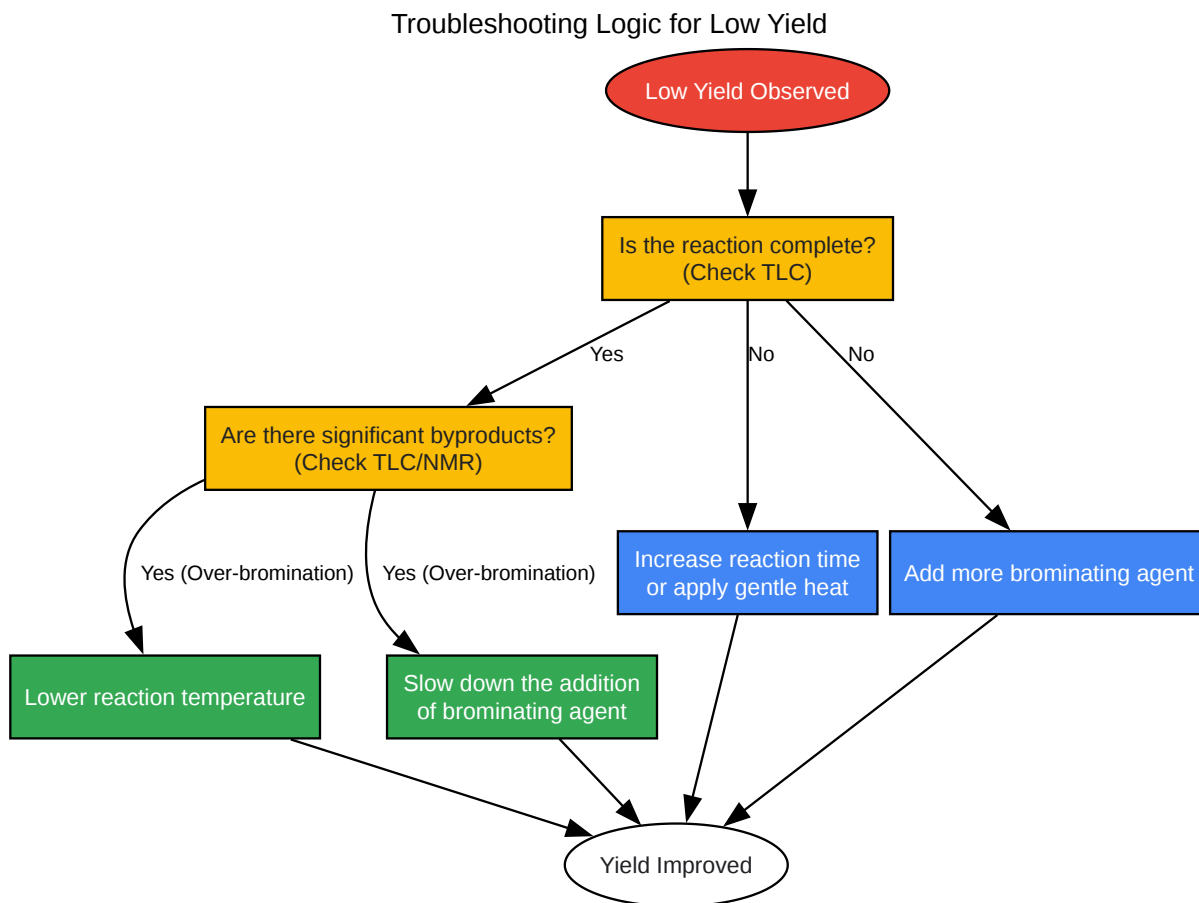 Troubleshooting Logic for Low Yield
Low Yield Observed
Is the reaction complete?
(Check TLC)
Yes
No
No
Are there significant byproducts?
(Check TLC/NMR)
Yes (Over-bromination)
Yes (Over-bromination)
Increase reaction time
or apply gentle heat
Add more brominating agent
Lower reaction temperature
Slow down the addition
of brominating agent
Yield Improved